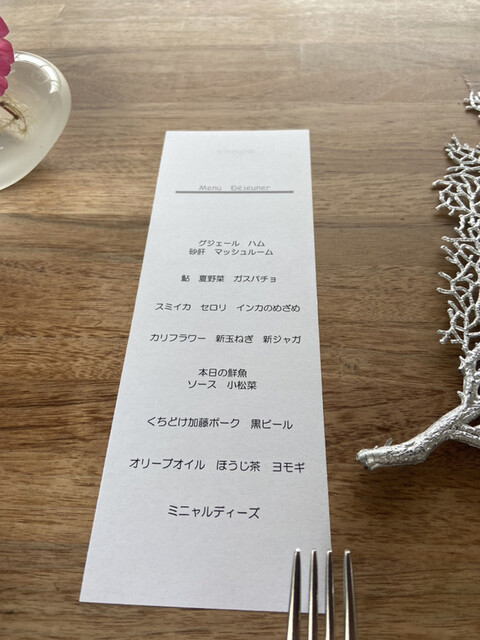 Menu Déjeuner
グジェール ハム
砂肝 マッシュルーム
鮎 夏野菜 ガスパチョ
スミイカ セロリ インカのめざめ
カリフラワー 新玉ねぎ 新ジャガ
本日の鮮魚
ソース 小松菜
くちどけ加藤ポーク 黒ビール
オリーブオイル ほうじ茶 ヨモギ
ミニャルディーズ